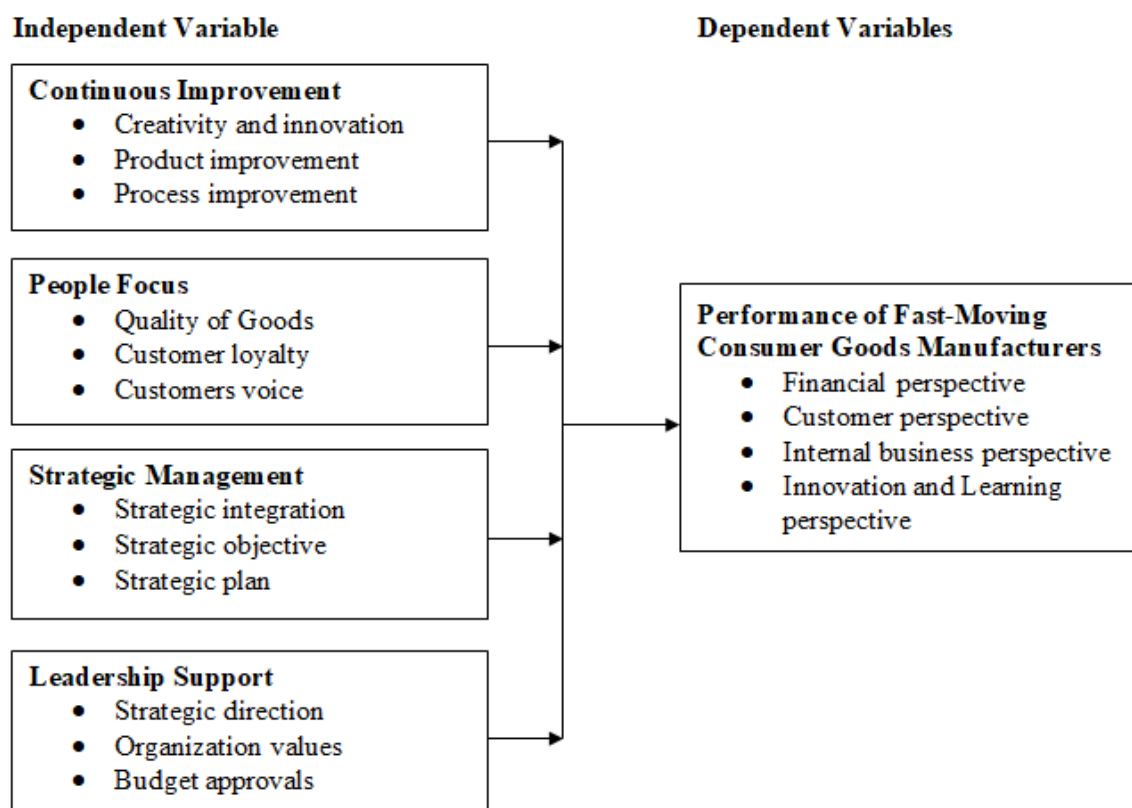 Independent Variable
Continuous Improvement
• Creativity and innovation
• Product improvement
• Process improvement
People Focus
• Quality of Goods
• Customer loyalty
• Customers voice
Strategic Management
• Strategic integration
• Strategic objective
• Strategic plan
Leadership Support
• Strategic direction
• Organization values
• Budget approvals
Dependent Variables
Performance of Fast-Moving
Consumer Goods Manufacturers
• Financial perspective
• Customer perspective
• Internal business perspective
• Innovation and Learning
perspective